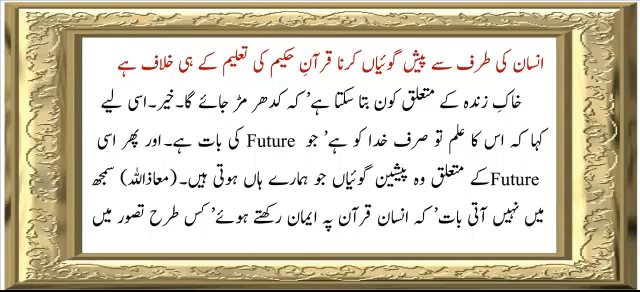 انسان کی طرف سے پیش گوئیاں کرنا قرآنِ حکیم کی تعلیم کے ہی خلاف ہے
خاکِ زندہ کے متعلق کون بتا سکتا ہے’ کہ کدھر مڑ جائے گا۔خیر۔اسی لیے
کہا کہ اس کا علم تو صرف خدا کو ہے’ جو Future کی بات ہے۔اور پھر اسی
Futureکے متعلق وہ پیشین گوئیاں جو ہمارے ہاں ہوتی ہیں۔(معاذاللہ) سمجھ
میں نہیں آتی بات’ کہ انسان قرآن پہ ایمان رکھتے ہوئے’ کس طرح تصور میں